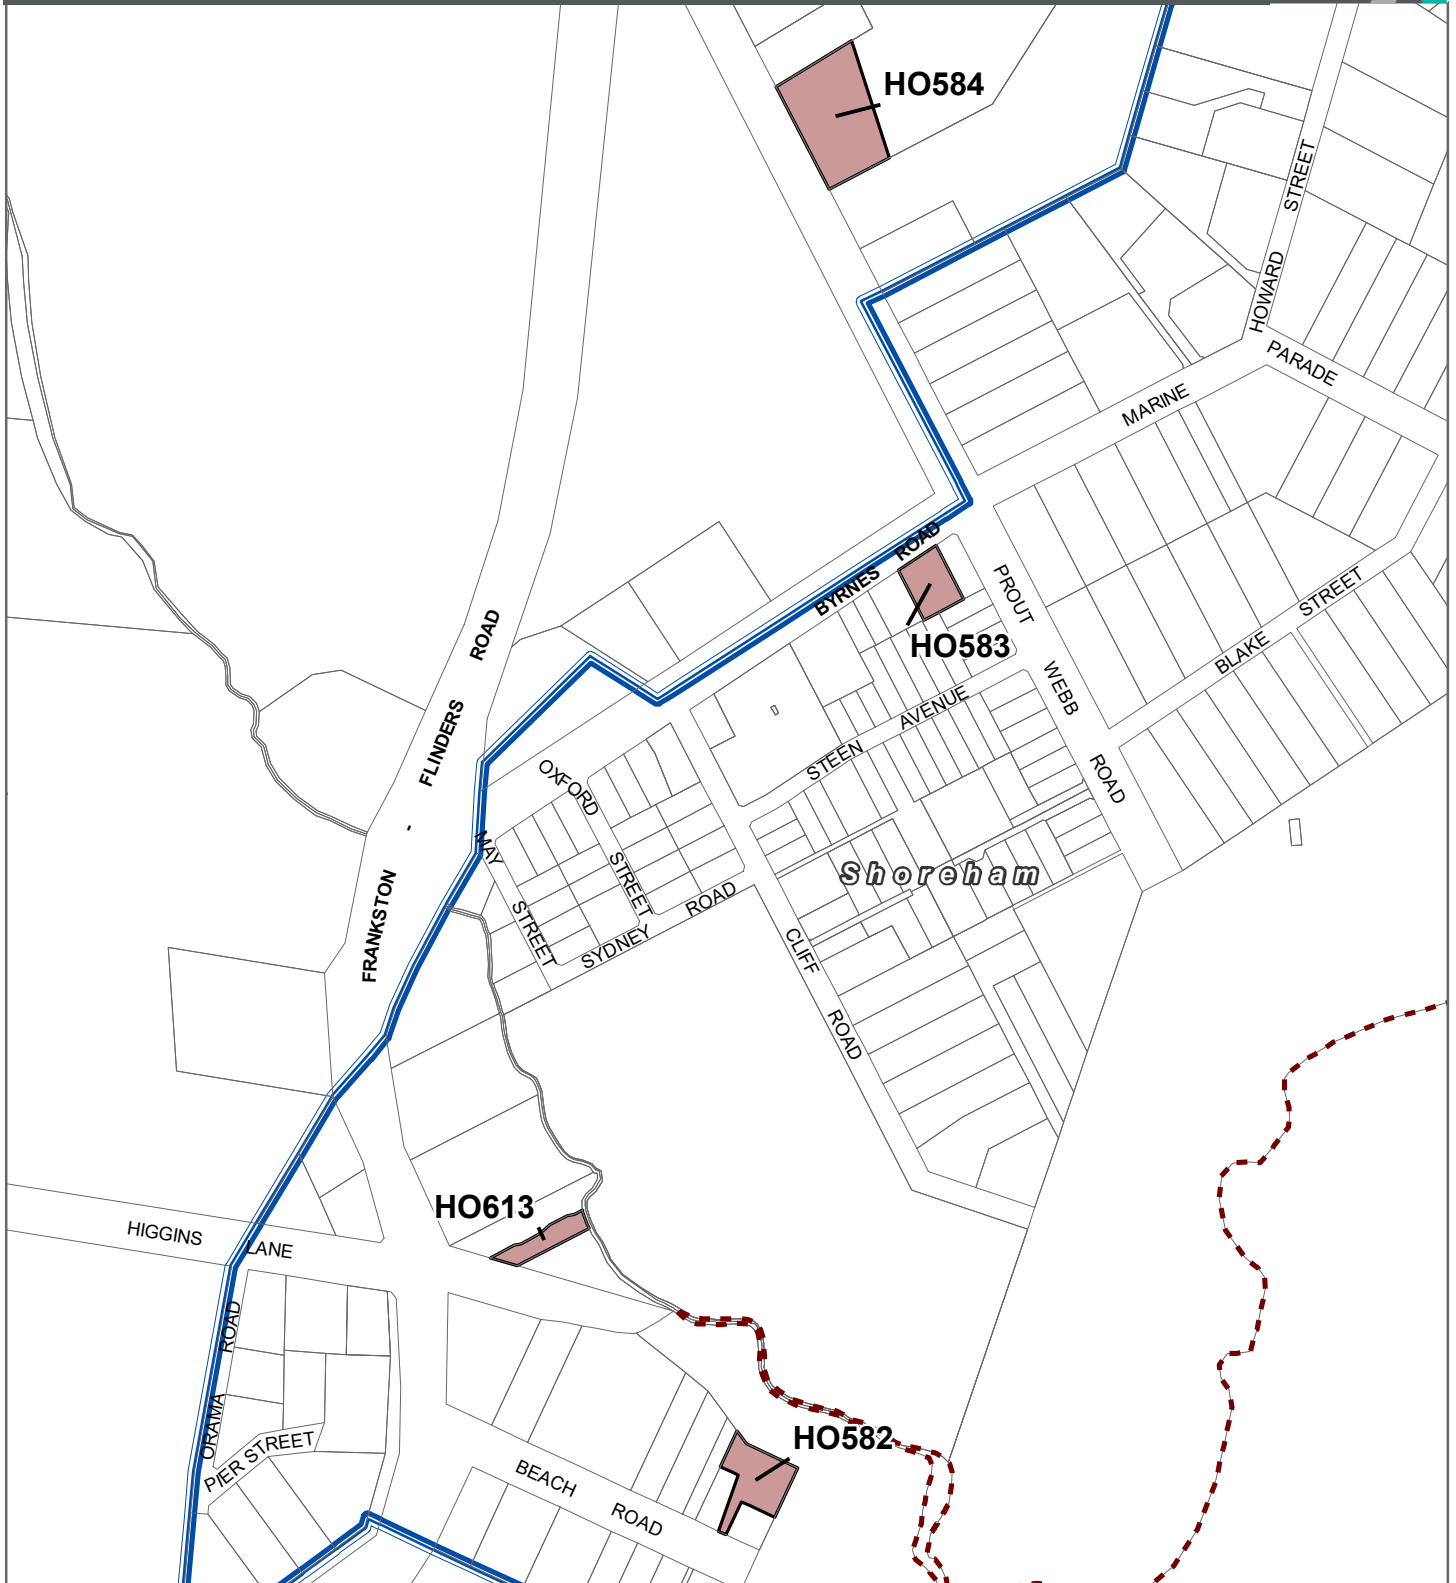 HO584
STREET
HOWARD
PARADE
MARINE
ROAD
BYRNES
PROUT
STREET
HO583
BLAKE
ROAD
WEBB
AVENUE
FLINDERS
STEEN
ROAD
OXFORD
-
MAY
STREET
Shoreham
FRANKSTON
ROAD
STREET
SYDNEY
CLIFF
ROAD
HO613
HIGGINS
LANE
ROAD
ORAMA
HO582
PIER STREET
BEACH
ROAD